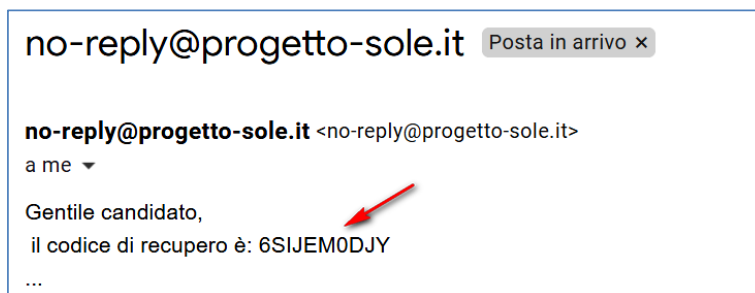 no-reply@progetto-sole.it Posta in arrivo ×
no-reply@progetto-sole.it <no-reply@progetto-sole.it>
a me
Gentile candidato,
il codice di recupero è: 6SIJEM0DJY
...